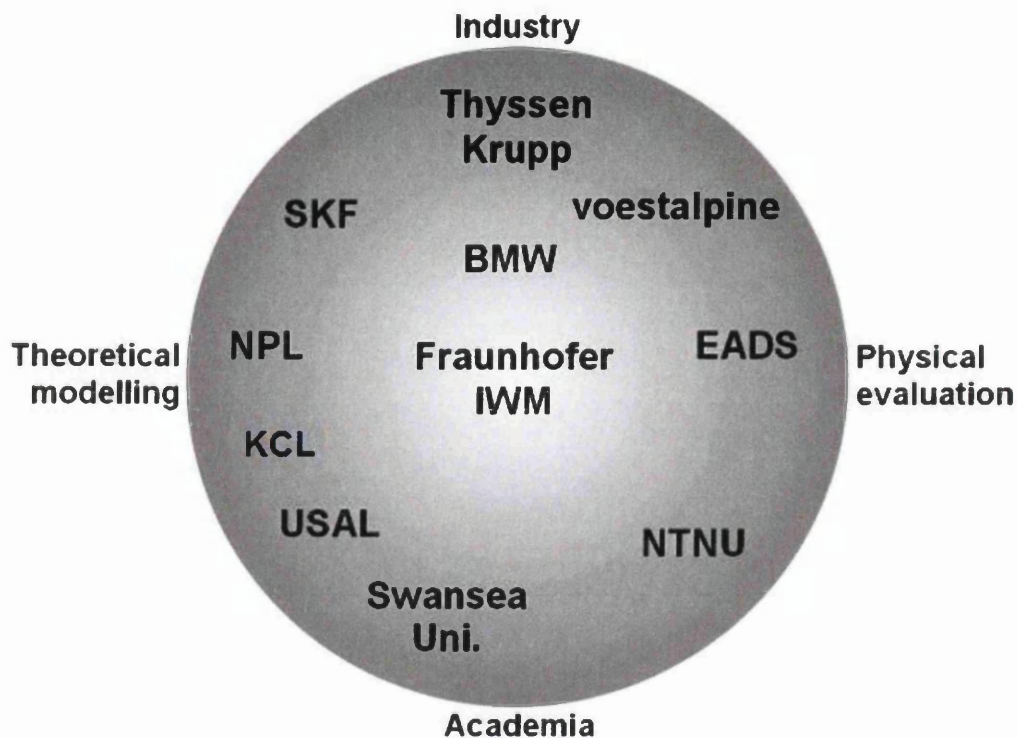 Industry
Thyssen
Krupp
SKF
voestalpine
BMW
Theoretical
modelling
NPL
Fraunhofer
IWM
EADS
Physical
evaluation
KCL
USAL
NTNU
Swansea
Uni.
Academia